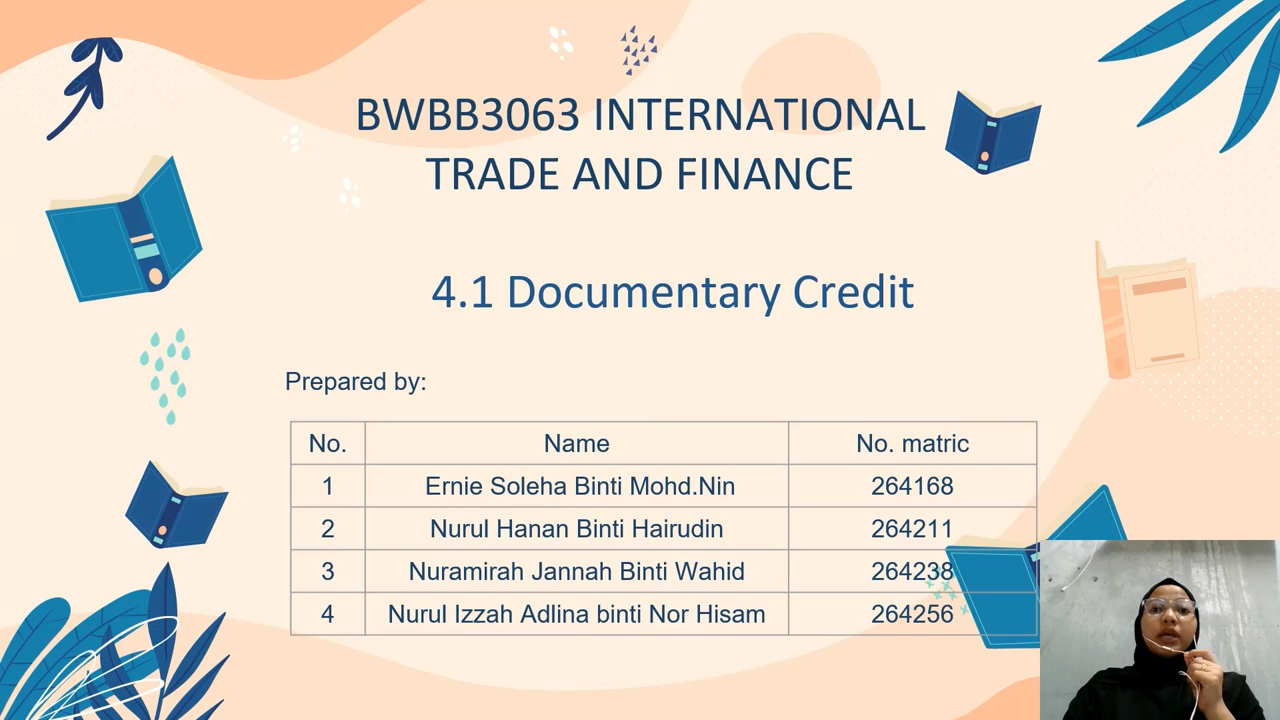 BWBB3063 INTERNATIONAL
TRADE AND FINANCE
4.1 Documentary Credit
Prepared by:
No. Name No. matric
1 Ernie Soleha Binti Mohd.Nin 264168
2 Nurul Hanan Binti Hairudin 264211
3 Nuramirah Jannah Binti Wahid 264238
4 Nurul Izzah Adlina binti Nor Hisam 264256